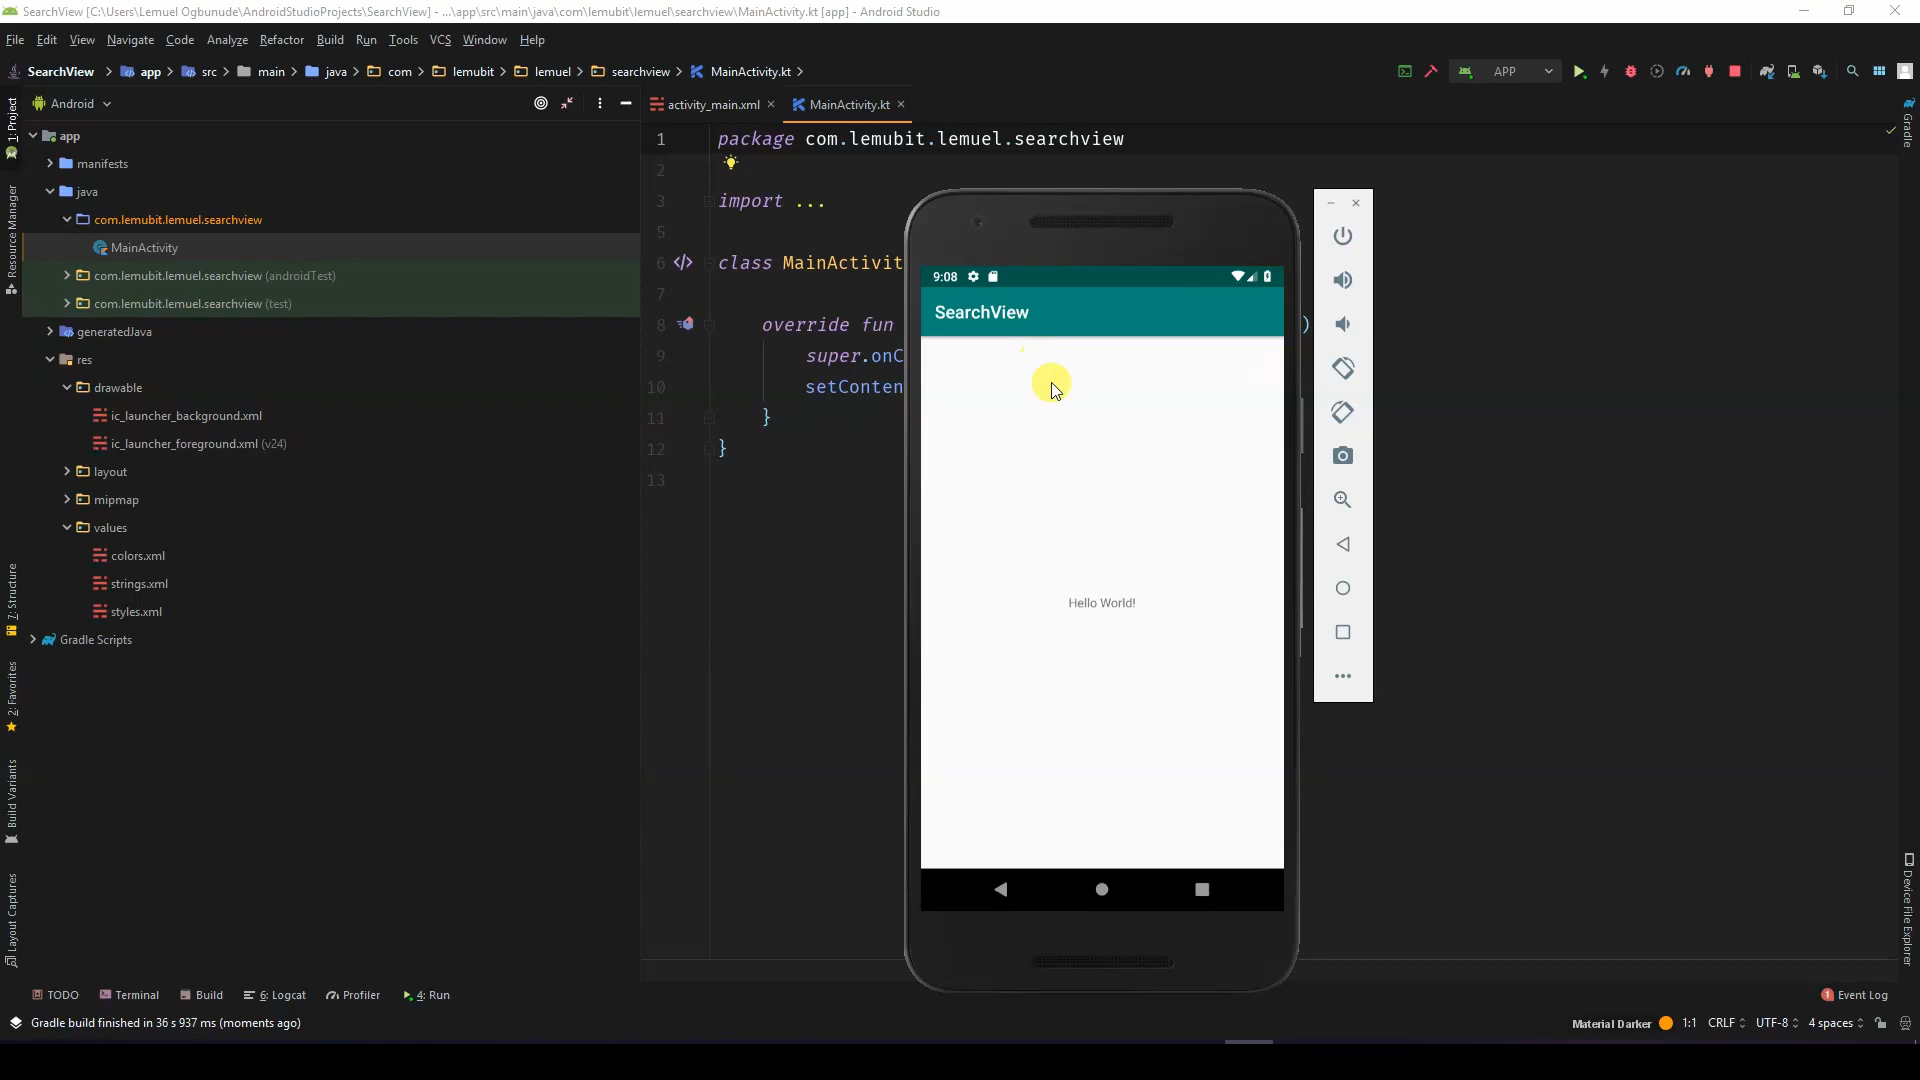 SearchView [C:\Users\Lemuel Ogbunude\AndroidStudioProjects\SearchView] - ...\app\src\main\java\com\lemubit\lemuel\searchview\MainActivity.kt [app] - Android Studio
File Edit View Navigate Code Analyze Refactor Build Run Tools VCS Window Help
SearchView app src main java com lemubit lemuel searchview MainActivity.kt
APP
Android
activity_main.xml MainActivity.kt
1: Project
Resource Manager
7: Structure
2: Favorites
Build Variants
Layout Captures
app
manifests
java
com.lemubit.lemuel.searchview
MainActivity
com.lemubit.lemuel.searchview (androidTest)
com.lemubit.lemuel.searchview (test)
generatedJava
res
drawable
ic_launcher_background.xml
ic_launcher_foreground.xml (v24)
layout
mipmap
values
colors.xml
strings.xml
styles.xml
Gradle Scripts
1 package com.lemubit.lemuel.searchview
2
3 import ...
5
6 class MainActivit
7
8 override fun )
9 super.onC
10 setConten
11 }
12 }
13
9:08
SearchView
Hello World!
Gradle
Device File Explorer
TODO Terminal Build 6: Logcat Profiler 4: Run
1 Event Log
Gradle build finished in 36 s 937 ms (moments ago)
Material Darker 1:1 CRLF UTF-8 4 spaces